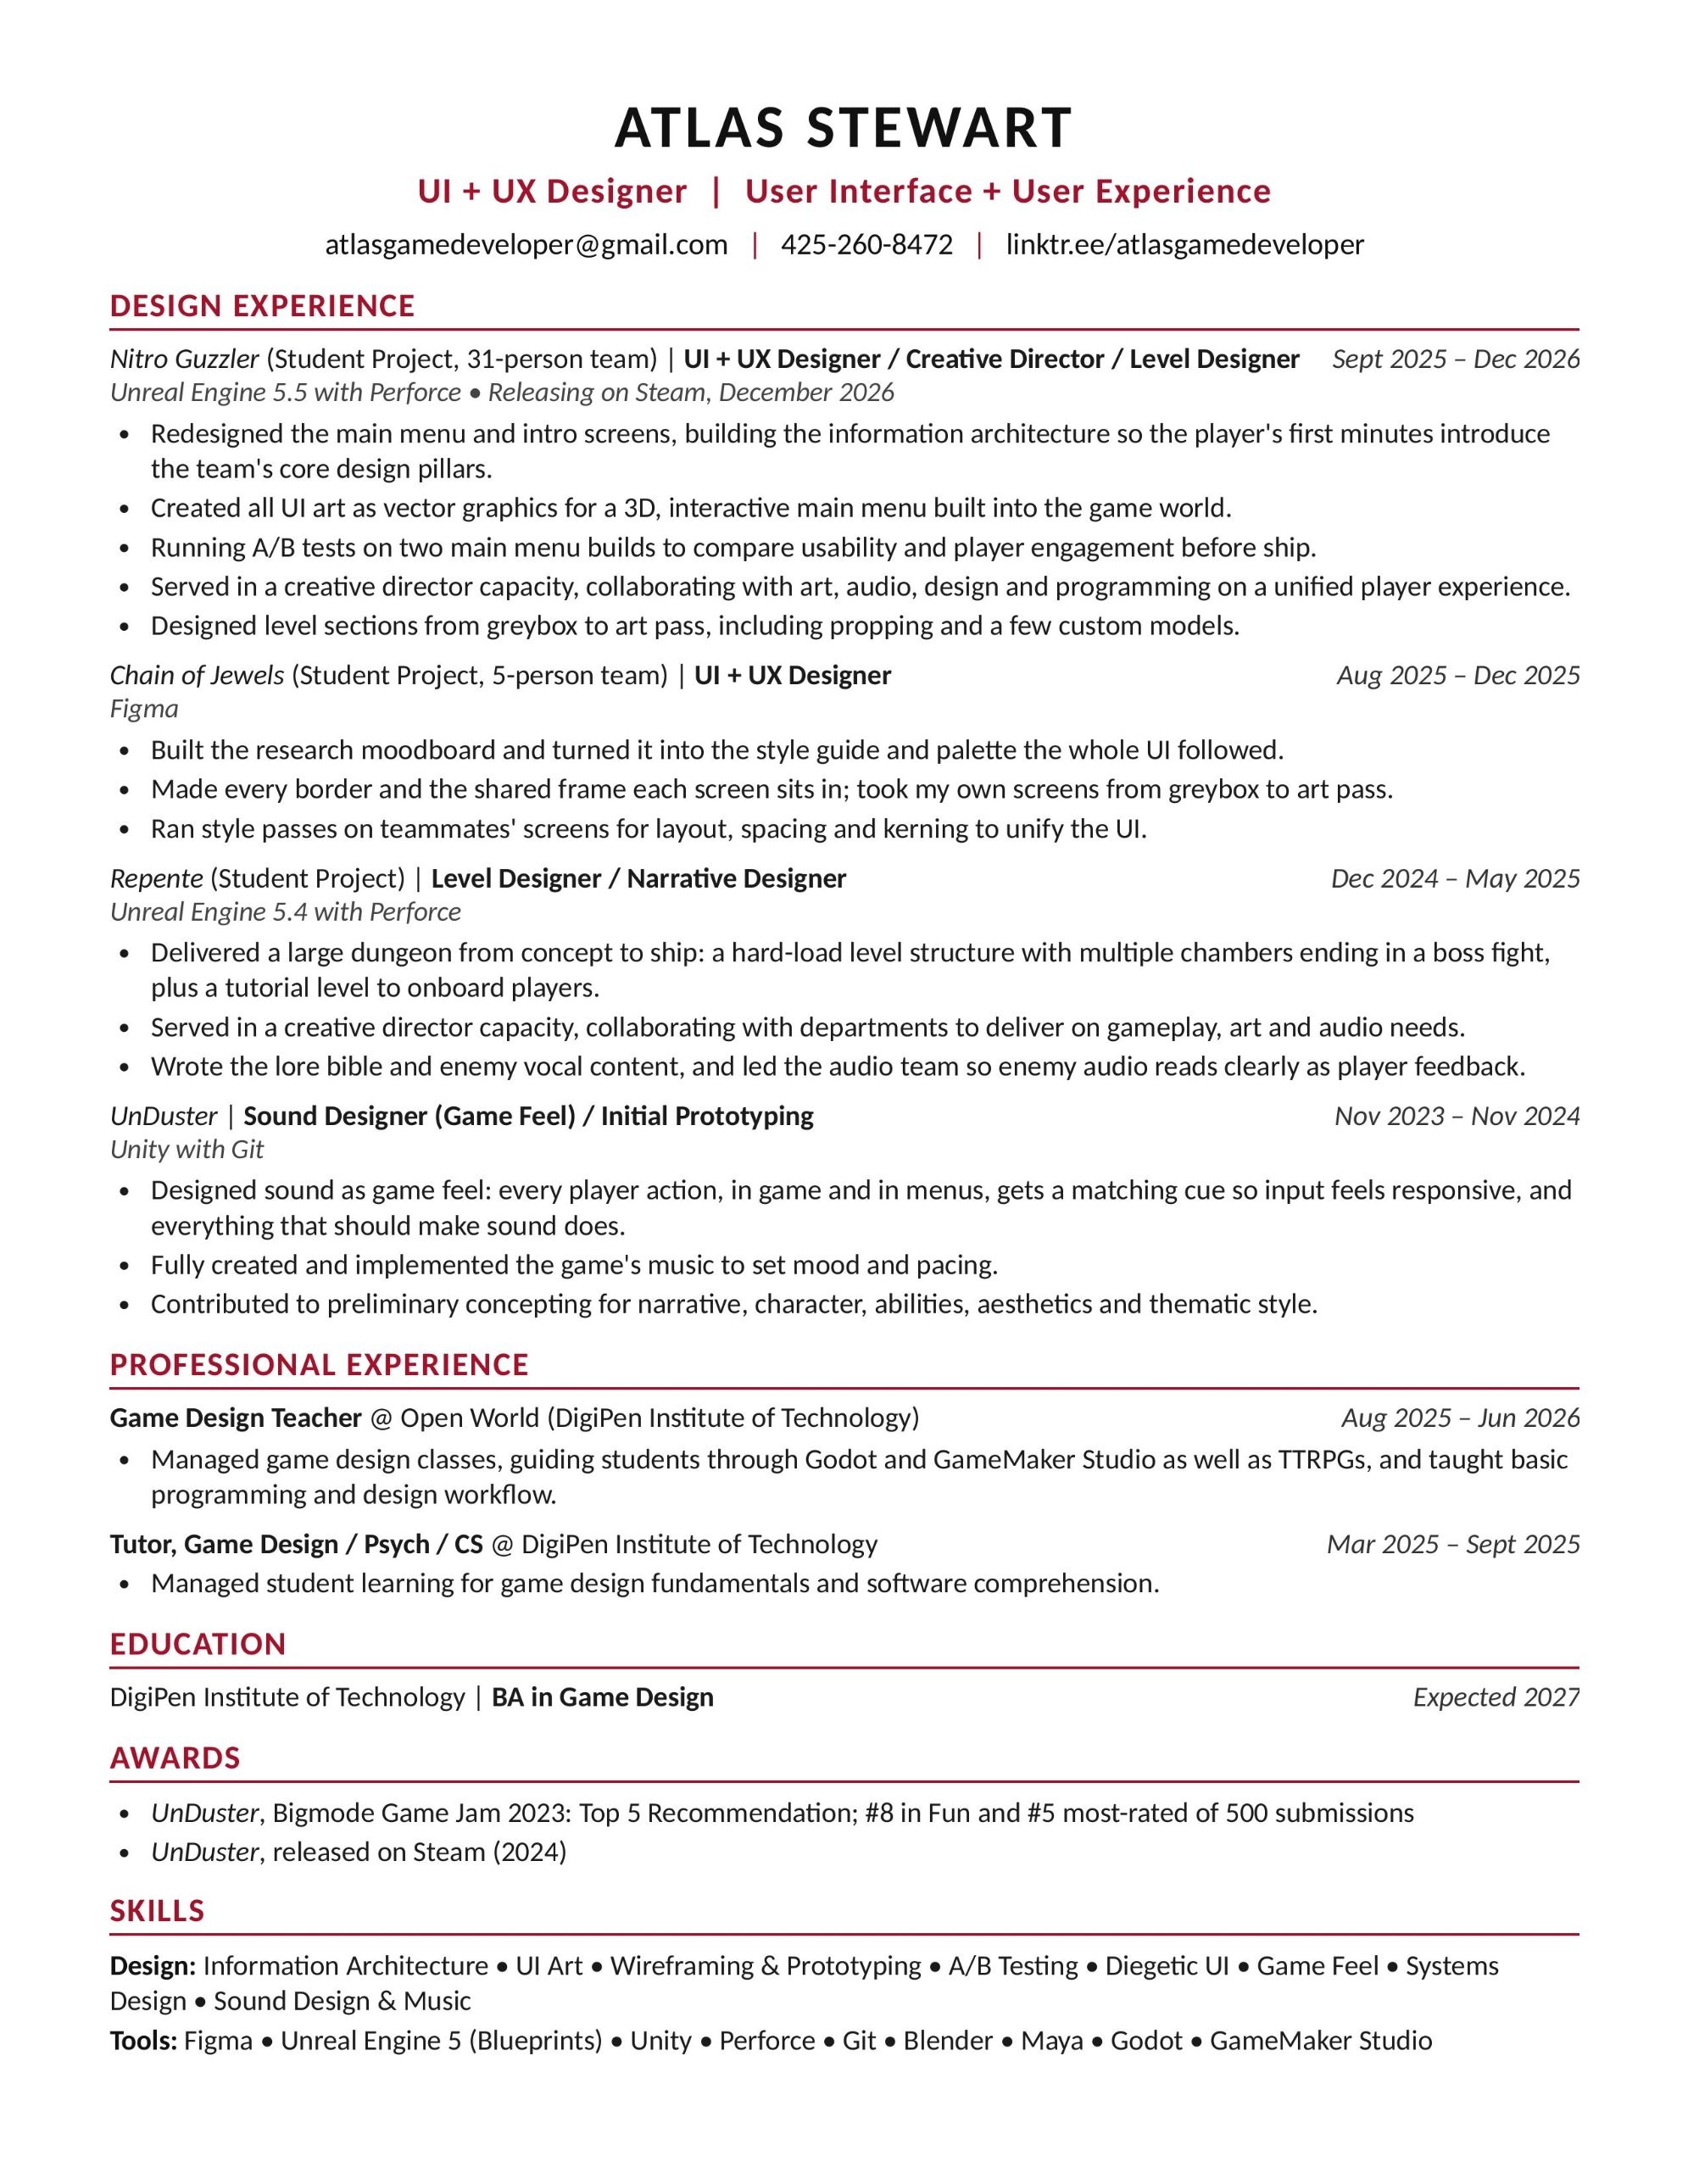 ATLAS STEWART
UI + UX Designer | User Interface + User Experience
atlasgamedeveloper@gmail.com | 425-260-8472 | linktr.ee/atlasgamedeveloper
DESIGN EXPERIENCE
Nitro Guzzler (Student Project, 31-person team) | UI + UX Designer / Creative Director / Level Designer Sept 2025 – Dec 2026
Unreal Engine 5.5 with Perforce • Releasing on Steam, December 2026
• Redesigned the main menu and intro screens, building the information architecture so the player's first minutes introduce
the team's core design pillars.
• Created all UI art as vector graphics for a 3D, interactive main menu built into the game world.
• Running A/B tests on two main menu builds to compare usability and player engagement before ship.
• Served in a creative director capacity, collaborating with art, audio, design and programming on a unified player experience.
• Designed level sections from greybox to art pass, including propping and a few custom models.
Chain of Jewels (Student Project, 5-person team) | UI + UX Designer Aug 2025 – Dec 2025
Figma
• Built the research moodboard and turned it into the style guide and palette the whole UI followed.
• Made every border and the shared frame each screen sits in; took my own screens from greybox to art pass.
• Ran style passes on teammates' screens for layout, spacing and kerning to unify the UI.
Repente (Student Project) | Level Designer / Narrative Designer Dec 2024 – May 2025
Unreal Engine 5.4 with Perforce
• Delivered a large dungeon from concept to ship: a hard-load level structure with multiple chambers ending in a boss fight,
plus a tutorial level to onboard players.
• Served in a creative director capacity, collaborating with departments to deliver on gameplay, art and audio needs.
• Wrote the lore bible and enemy vocal content, and led the audio team so enemy audio reads clearly as player feedback.
UnDuster | Sound Designer (Game Feel) / Initial Prototyping Nov 2023 – Nov 2024
Unity with Git
• Designed sound as game feel: every player action, in game and in menus, gets a matching cue so input feels responsive, and
everything that should make sound does.
• Fully created and implemented the game's music to set mood and pacing.
• Contributed to preliminary concepting for narrative, character, abilities, aesthetics and thematic style.
PROFESSIONAL EXPERIENCE
Game Design Teacher @ Open World (DigiPen Institute of Technology) Aug 2025 – Jun 2026
• Managed game design classes, guiding students through Godot and GameMaker Studio as well as TTRPGs, and taught basic
programming and design workflow.
Tutor, Game Design / Psych / CS @ DigiPen Institute of Technology Mar 2025 – Sept 2025
• Managed student learning for game design fundamentals and software comprehension.
EDUCATION
DigiPen Institute of Technology | BA in Game Design Expected 2027
AWARDS
• UnDuster, Bigmode Game Jam 2023: Top 5 Recommendation; #8 in Fun and #5 most-rated of 500 submissions
• UnDuster, released on Steam (2024)
SKILLS
Design: Information Architecture • UI Art • Wireframing & Prototyping • A/B Testing • Diegetic UI • Game Feel • Systems
Design • Sound Design & Music
Tools: Figma • Unreal Engine 5 (Blueprints) • Unity • Perforce • Git • Blender • Maya • Godot • GameMaker Studio